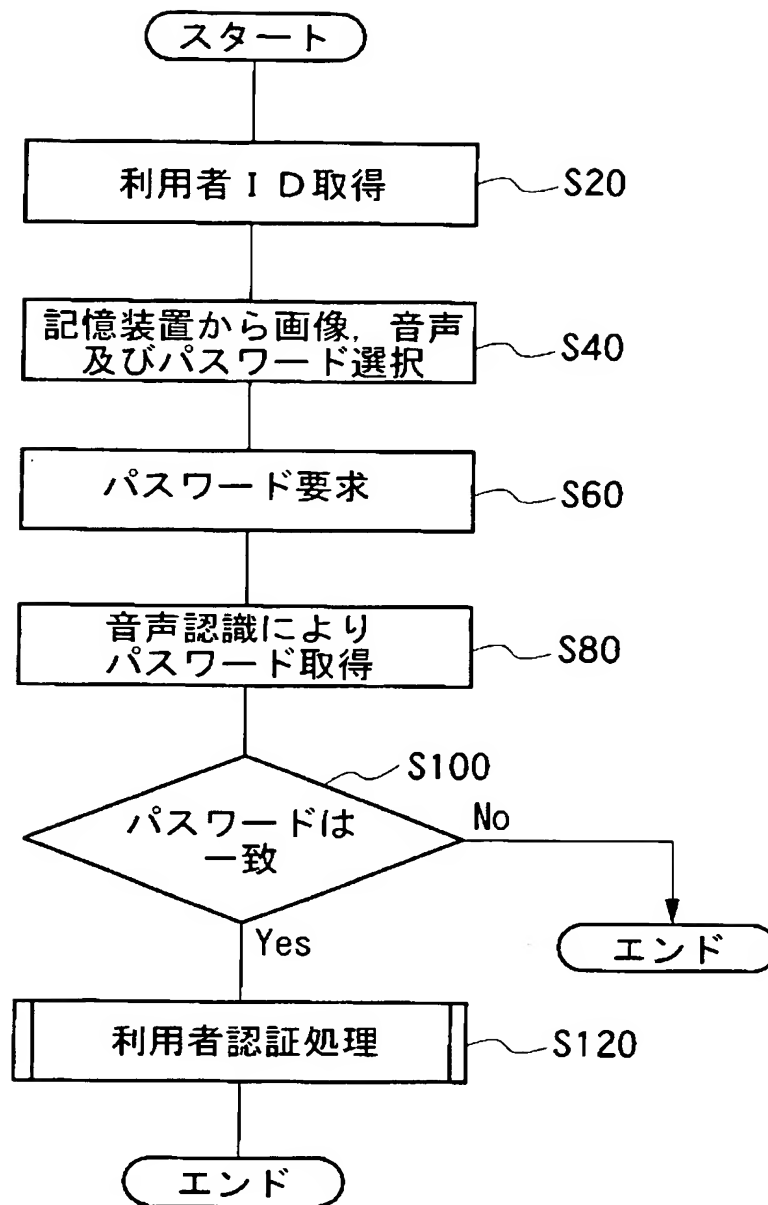 スタート
利用者ＩＤ取得
S20
記憶装置から画像，音声
及びパスワード選択
S40
パスワード要求
S60
音声認識により
パスワード取得
S80
S100
パスワードは
一致
No
エンド
Yes
利用者認証処理
S120
エンド